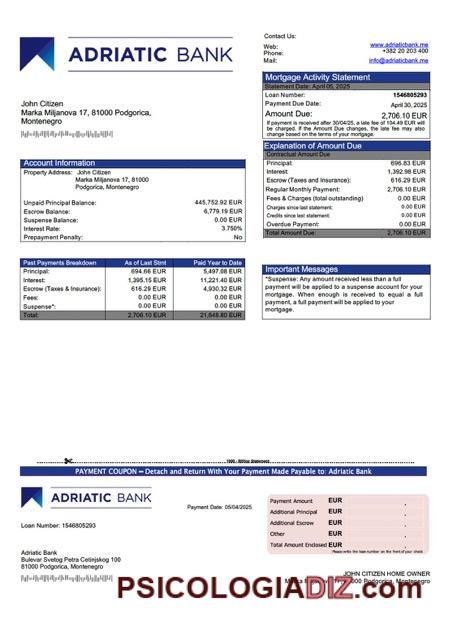 ADRIATIC BANK
Contact Us:
Web: www.adriaticbank.me
Phone: +382 20 203 400
Mail: info@adriaticbank.me
Mortgage Activity Statement
Statement Date: April 05, 2025
Loan Number: 1546805293
Payment Due Date: April 30, 2025
Amount Due: 2,706.10 EUR
If payment is received after 30/04/25, a late fee of 104.49 EUR will
be charged. If the Amount Due changes, the late fee may also
change based on the terms of your mortgage.
John Citizen
Marka Miljanova 17, 81000 Podgorica,
Montenegro
Explanation of Amount Due
Contractual Amount Due
Principal: 696.83 EUR
Interest: 1,392.98 EUR
Escrow (Taxes and Insurance): 616.29 EUR
Regular Monthly Payment: 2,706.10 EUR
Fees & Charges (total outstanding) 0.00 EUR
Charges since last statement: 0.00 EUR
Credits since last statement: 0.00 EUR
Overdue Payment: 0.00 EUR
Total Amount Due: 2,706.10 EUR
Account Information
Property Address: John Citizen
Marka Miljanova 17, 81000
Podgorica, Montenegro
Unpaid Principal Balance: 445,752.92 EUR
Escrow Balance: 6,779.19 EUR
Suspense Balance: 0.00 EUR
Interest Rate: 3.750%
Prepayment Penalty: No
Past Payments Breakdown As of Last Stmt Paid Year to Date
Principal: 694.66 EUR 5,497.08 EUR
Interest: 1,395.15 EUR 11,221.40 EUR
Escrow (Taxes & Insurance): 616.29 EUR 4,930.32 EUR
Fees: 0.00 EUR 0.00 EUR
Suspense*: 0.00 EUR 0.00 EUR
Total: 2,706.10 EUR 21,648.80 EUR
Important Messages
*Suspense: Any amount received less than a full
payment will be applied to a suspense account for your
mortgage. When enough is received to equal a full
payment, a full payment will be applied to your
mortgage.
PAYMENT COUPON – Detach and Return With Your Payment Made Payable to: Adriatic Bank
ADRIATIC BANK
Payment Date: 05/04/2025
Loan Number: 1546805293
Payment Amount EUR
Additional Principal EUR
Additional Escrow EUR
Other EUR
Total Amount Enclosed EUR
Please write the loan number on the front of your check.
Adriatic Bank
Bulevar Svetog Petra Cetinjskog 100
81000 Podgorica, Montenegro
JOHN CITIZEN HOME OWNER
Podgorica, Montenegro
PSICOLOGIADIZ.com